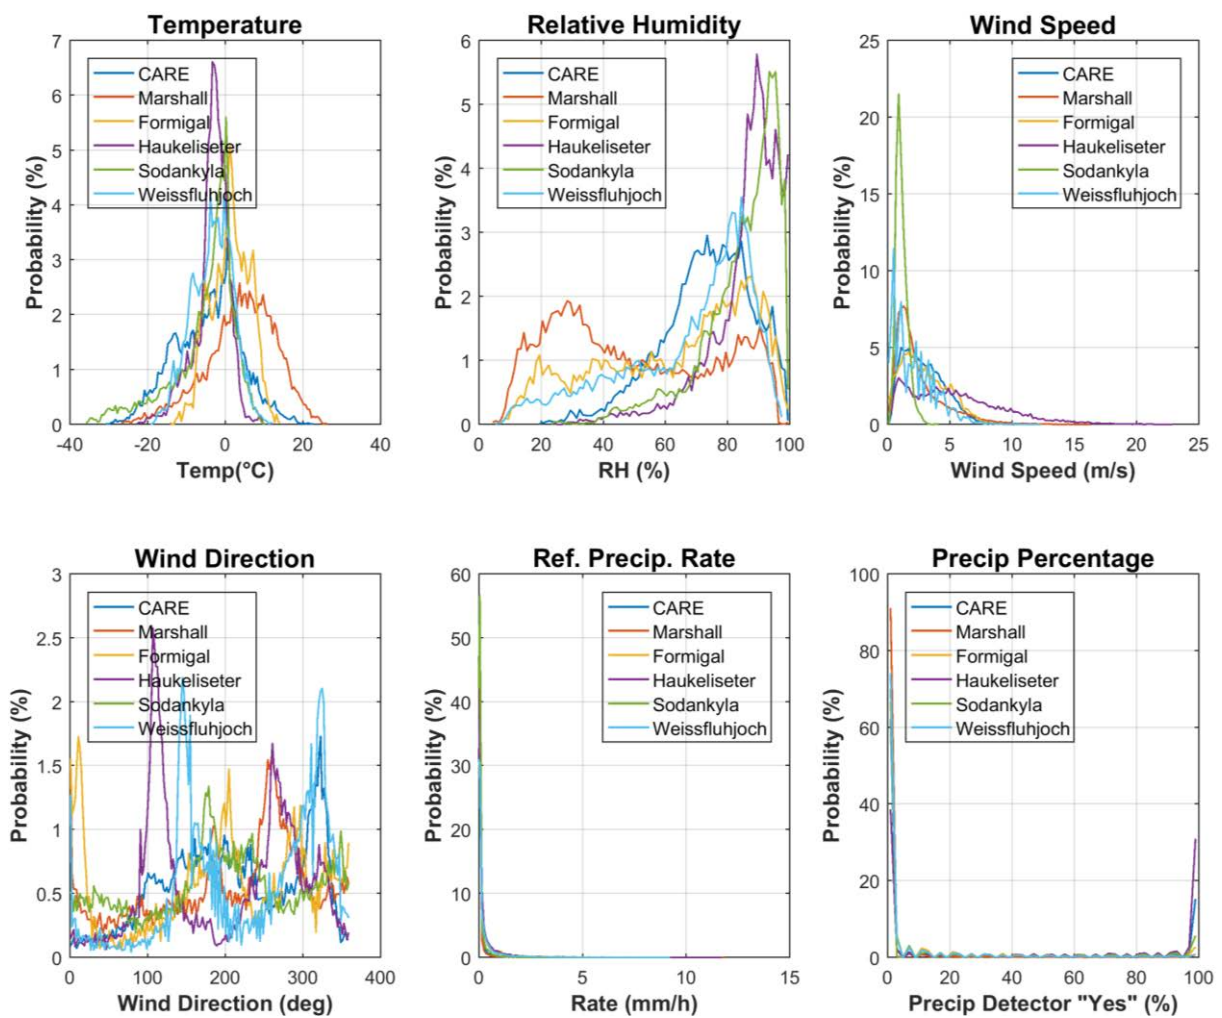 Temperature
7
6
5
4
3
2
1
0
Probability (%)
CARE
Marshall
Formigal
Haukeliseter
Sodankyla
Weissfluhjoch
-40 -20 0 20 40
Temp(°C)
Relative Humidity
6
5
4
3
2
1
0
Probability (%)
CARE
Marshall
Formigal
Haukeliseter
Sodankyla
Weissfluhjoch
0 20 40 60 80 100
RH (%)
Wind Speed
25
20
15
10
5
0
Probability (%)
CARE
Marshall
Formigal
Haukeliseter
Sodankyla
Weissfluhjoch
0 5 10 15 20 25
Wind Speed (m/s)
Wind Direction
3
2.5
2
1.5
1
0.5
0
Probability (%)
CARE
Marshall
Formigal
Haukeliseter
Sodankyla
Weissfluhjoch
0 100 200 300 400
Wind Direction (deg)
Ref. Precip. Rate
60
50
40
30
20
10
0
Probability (%)
CARE
Marshall
Formigal
Haukeliseter
Sodankyla
Weissfluhjoch
0 5 10 15
Rate (mm/h)
Precip Percentage
100
80
60
40
20
0
Probability (%)
CARE
Marshall
Formigal
Haukeliseter
Sodankyla
Weissfluhjoch
0 20 40 60 80 100
Precip Detector "Yes" (%)